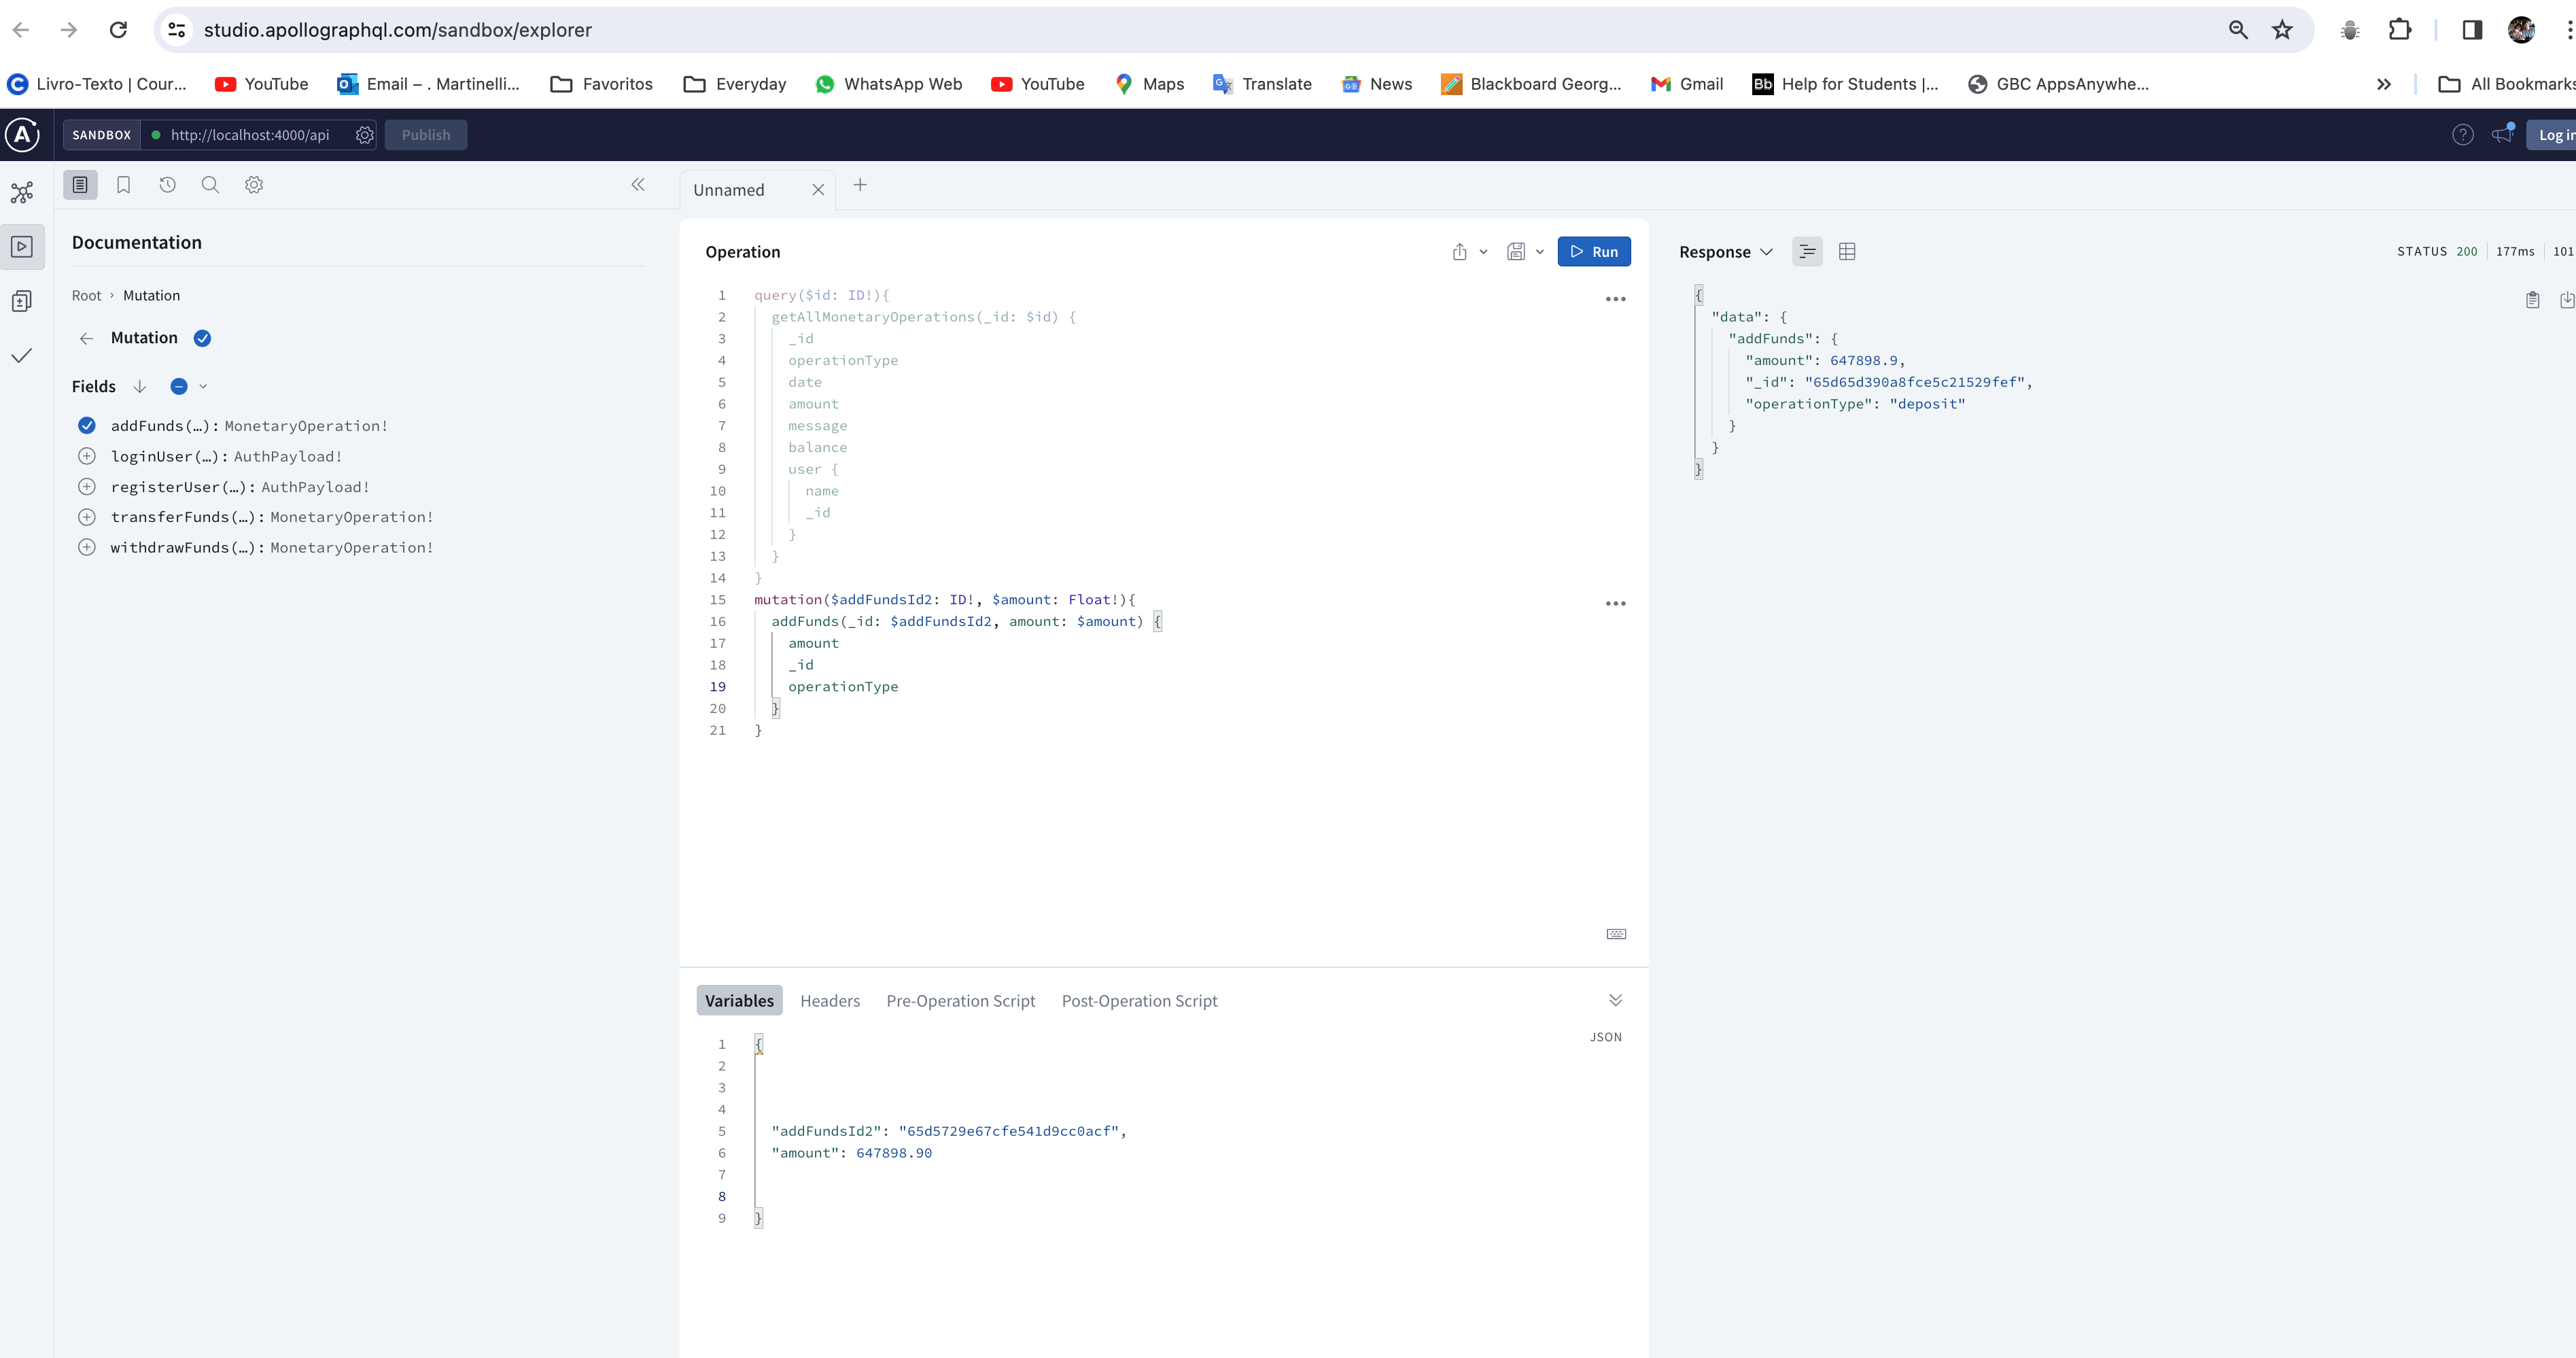 studio.apollographql.com/sandbox/explorer
Livro-Texto | Cour... YouTube Email – . Martinelli... Favoritos Everyday WhatsApp Web YouTube Maps Translate News Blackboard Georg... Gmail Bb Help for Students |... GBC AppsAnywhe... All Bookmarks
SANDBOX http://localhost:4000/api Publish Log in
Unnamed
Documentation
Root › Mutation
Mutation
Fields
addFunds(…): MonetaryOperation!
loginUser(…): AuthPayload!
registerUser(…): AuthPayload!
transferFunds(…): MonetaryOperation!
withdrawFunds(…): MonetaryOperation!
Operation Run
1 query($id: ID!){
2 getAllMonetaryOperations(_id: $id) {
3 _id
4 operationType
5 date
6 amount
7 message
8 balance
9 user {
10 name
11 _id
12 }
13 }
14 }
15 mutation($addFundsId2: ID!, $amount: Float!){
16 addFunds(_id: $addFundsId2, amount: $amount) {
17 amount
18 _id
19 operationType
20 }
21 }
Variables Headers Pre-Operation Script Post-Operation Script
JSON
1 {
2
3
4
5 "addFundsId2": "65d5729e67cfe541d9cc0acf",
6 "amount": 647898.90
7
8
9 }
Response STATUS 200 177ms 101
{
"data": {
"addFunds": {
"amount": 647898.9,
"_id": "65d65d390a8fce5c21529fef",
"operationType": "deposit"
}
}
}